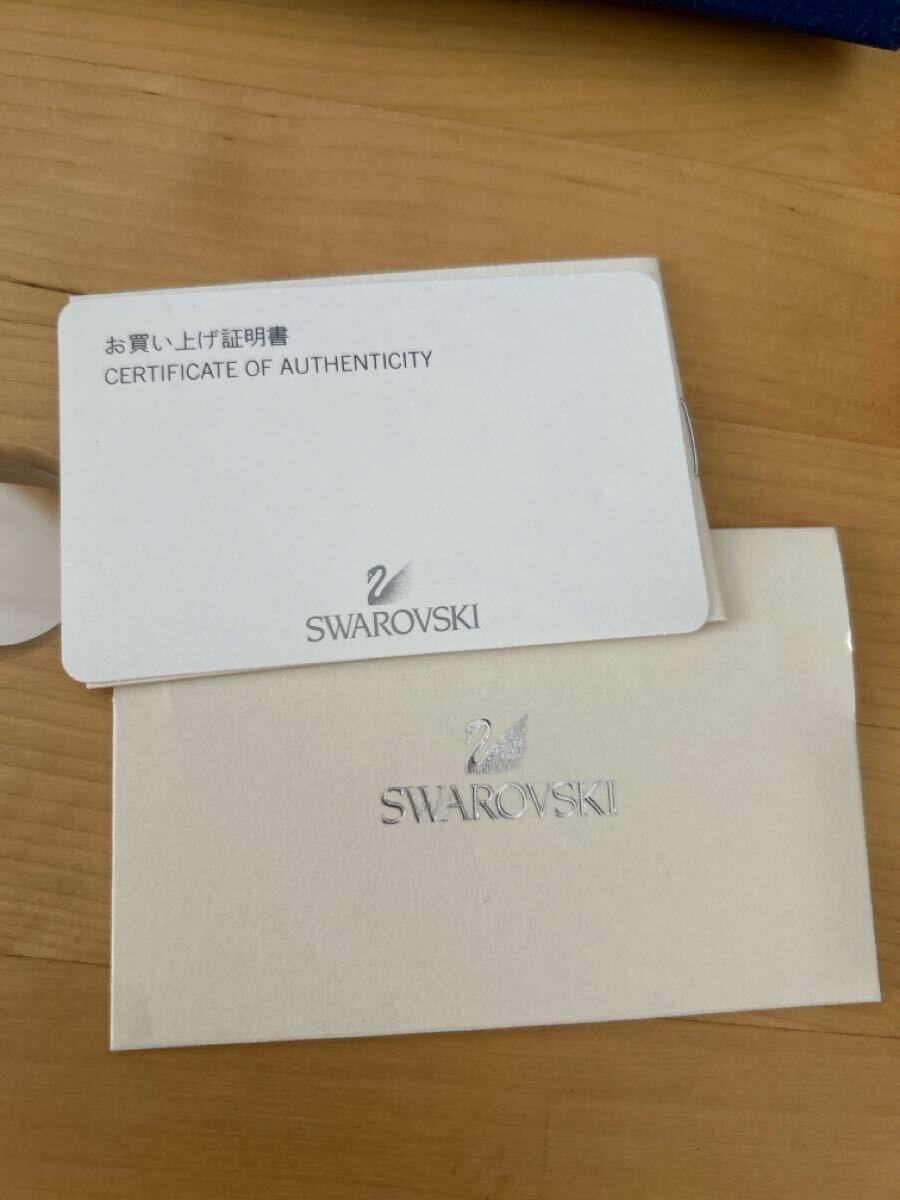 お買い上げ証明書
CERTIFICATE OF AUTHENTICITY
SWAROVSKI
SWAROVSKI